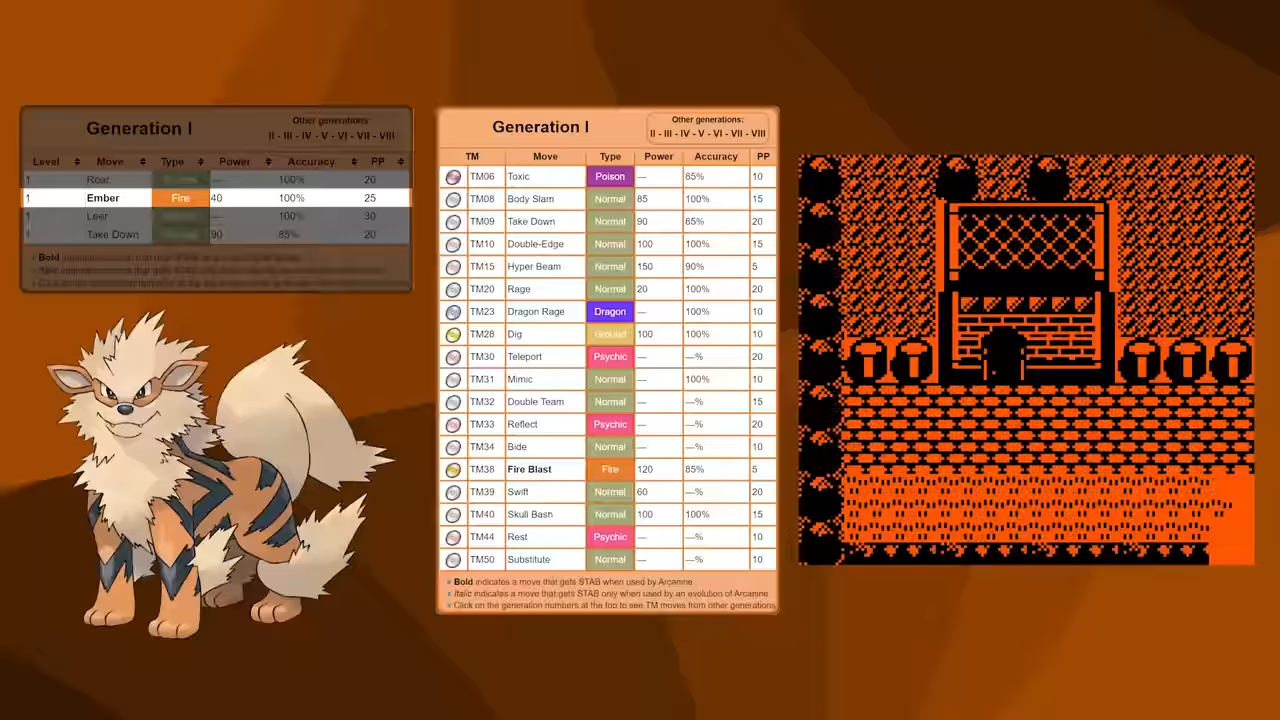 Generation I
Other generations:
II - III - IV - V - VI - VII - VIII
Level Move Type Power Accuracy PP
1 Roar — 100% 20
1 Ember Fire 40 100% 25
1 Leer — 100% 30
1 Take Down 90 85% 20
Bold
Generation I
Other generations:
II - III - IV - V - VI - VII - VIII
TM Move Type Power Accuracy PP
TM06 Toxic Poison — 85% 10
TM08 Body Slam Normal 85 100% 15
TM09 Take Down Normal 90 85% 20
TM10 Double-Edge Normal 100 100% 15
TM15 Hyper Beam Normal 150 90% 5
TM20 Rage Normal 20 100% 20
TM23 Dragon Rage Dragon — 100% 10
TM28 Dig Ground 100 100% 10
TM30 Teleport Psychic — —% 20
TM31 Mimic Normal — 100% 10
TM32 Double Team Normal — —% 15
TM33 Reflect Psychic — —% 20
TM34 Bide Normal — —% 10
TM38 Fire Blast Fire 120 85% 5
TM39 Swift Normal 60 —% 20
TM40 Skull Bash Normal 100 100% 15
TM44 Rest Psychic — —% 10
TM50 Substitute Normal — —% 10
Bold indicates a move that gets STAB when used by Arcanine
Italic indicates a move that gets STAB only when used by an evolution of Arcanine
Click on the generation numbers at the top to see TM moves from other generations